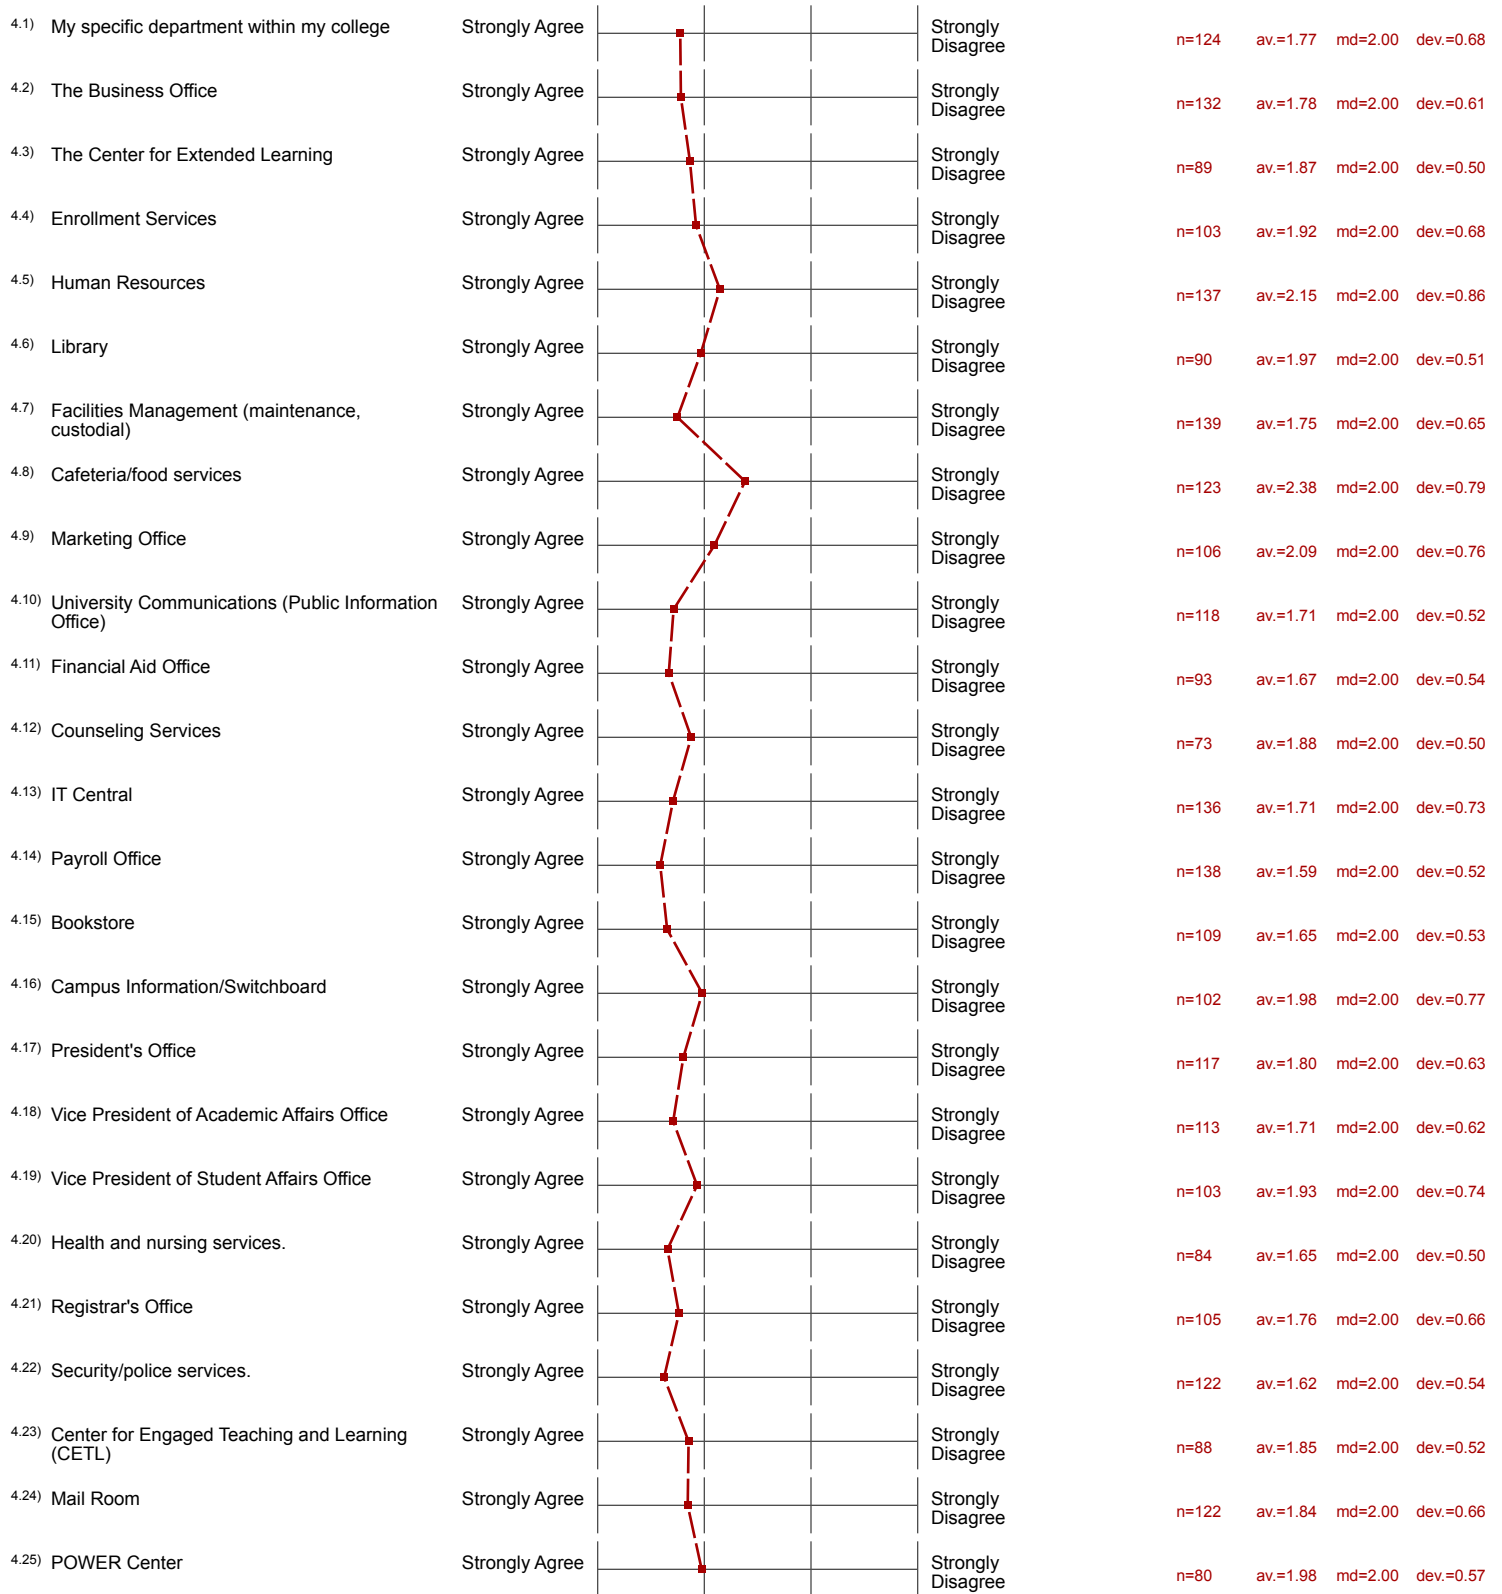 4.1) My specific department within my college Strongly Agree Strongly Disagree n=124 av.=1.77 md=2.00 dev.=0.68
4.2) The Business Office Strongly Agree Strongly Disagree n=132 av.=1.78 md=2.00 dev.=0.61
4.3) The Center for Extended Learning Strongly Agree Strongly Disagree n=89 av.=1.87 md=2.00 dev.=0.50
4.4) Enrollment Services Strongly Agree Strongly Disagree n=103 av.=1.92 md=2.00 dev.=0.68
4.5) Human Resources Strongly Agree Strongly Disagree n=137 av.=2.15 md=2.00 dev.=0.86
4.6) Library Strongly Agree Strongly Disagree n=90 av.=1.97 md=2.00 dev.=0.51
4.7) Facilities Management (maintenance, custodial) Strongly Agree Strongly Disagree n=139 av.=1.75 md=2.00 dev.=0.65
4.8) Cafeteria/food services Strongly Agree Strongly Disagree n=123 av.=2.38 md=2.00 dev.=0.79
4.9) Marketing Office Strongly Agree Strongly Disagree n=106 av.=2.09 md=2.00 dev.=0.76
4.10) University Communications (Public Information Office) Strongly Agree Strongly Disagree n=118 av.=1.71 md=2.00 dev.=0.52
4.11) Financial Aid Office Strongly Agree Strongly Disagree n=93 av.=1.67 md=2.00 dev.=0.54
4.12) Counseling Services Strongly Agree Strongly Disagree n=73 av.=1.88 md=2.00 dev.=0.50
4.13) IT Central Strongly Agree Strongly Disagree n=136 av.=1.71 md=2.00 dev.=0.73
4.14) Payroll Office Strongly Agree Strongly Disagree n=138 av.=1.59 md=2.00 dev.=0.52
4.15) Bookstore Strongly Agree Strongly Disagree n=109 av.=1.65 md=2.00 dev.=0.53
4.16) Campus Information/Switchboard Strongly Agree Strongly Disagree n=102 av.=1.98 md=2.00 dev.=0.77
4.17) President's Office Strongly Agree Strongly Disagree n=117 av.=1.80 md=2.00 dev.=0.63
4.18) Vice President of Academic Affairs Office Strongly Agree Strongly Disagree n=113 av.=1.71 md=2.00 dev.=0.62
4.19) Vice President of Student Affairs Office Strongly Agree Strongly Disagree n=103 av.=1.93 md=2.00 dev.=0.74
4.20) Health and nursing services. Strongly Agree Strongly Disagree n=84 av.=1.65 md=2.00 dev.=0.50
4.21) Registrar's Office Strongly Agree Strongly Disagree n=105 av.=1.76 md=2.00 dev.=0.66
4.22) Security/police services. Strongly Agree Strongly Disagree n=122 av.=1.62 md=2.00 dev.=0.54
4.23) Center for Engaged Teaching and Learning (CETL) Strongly Agree Strongly Disagree n=88 av.=1.85 md=2.00 dev.=0.52
4.24) Mail Room Strongly Agree Strongly Disagree n=122 av.=1.84 md=2.00 dev.=0.66
4.25) POWER Center Strongly Agree Strongly Disagree n=80 av.=1.98 md=2.00 dev.=0.57